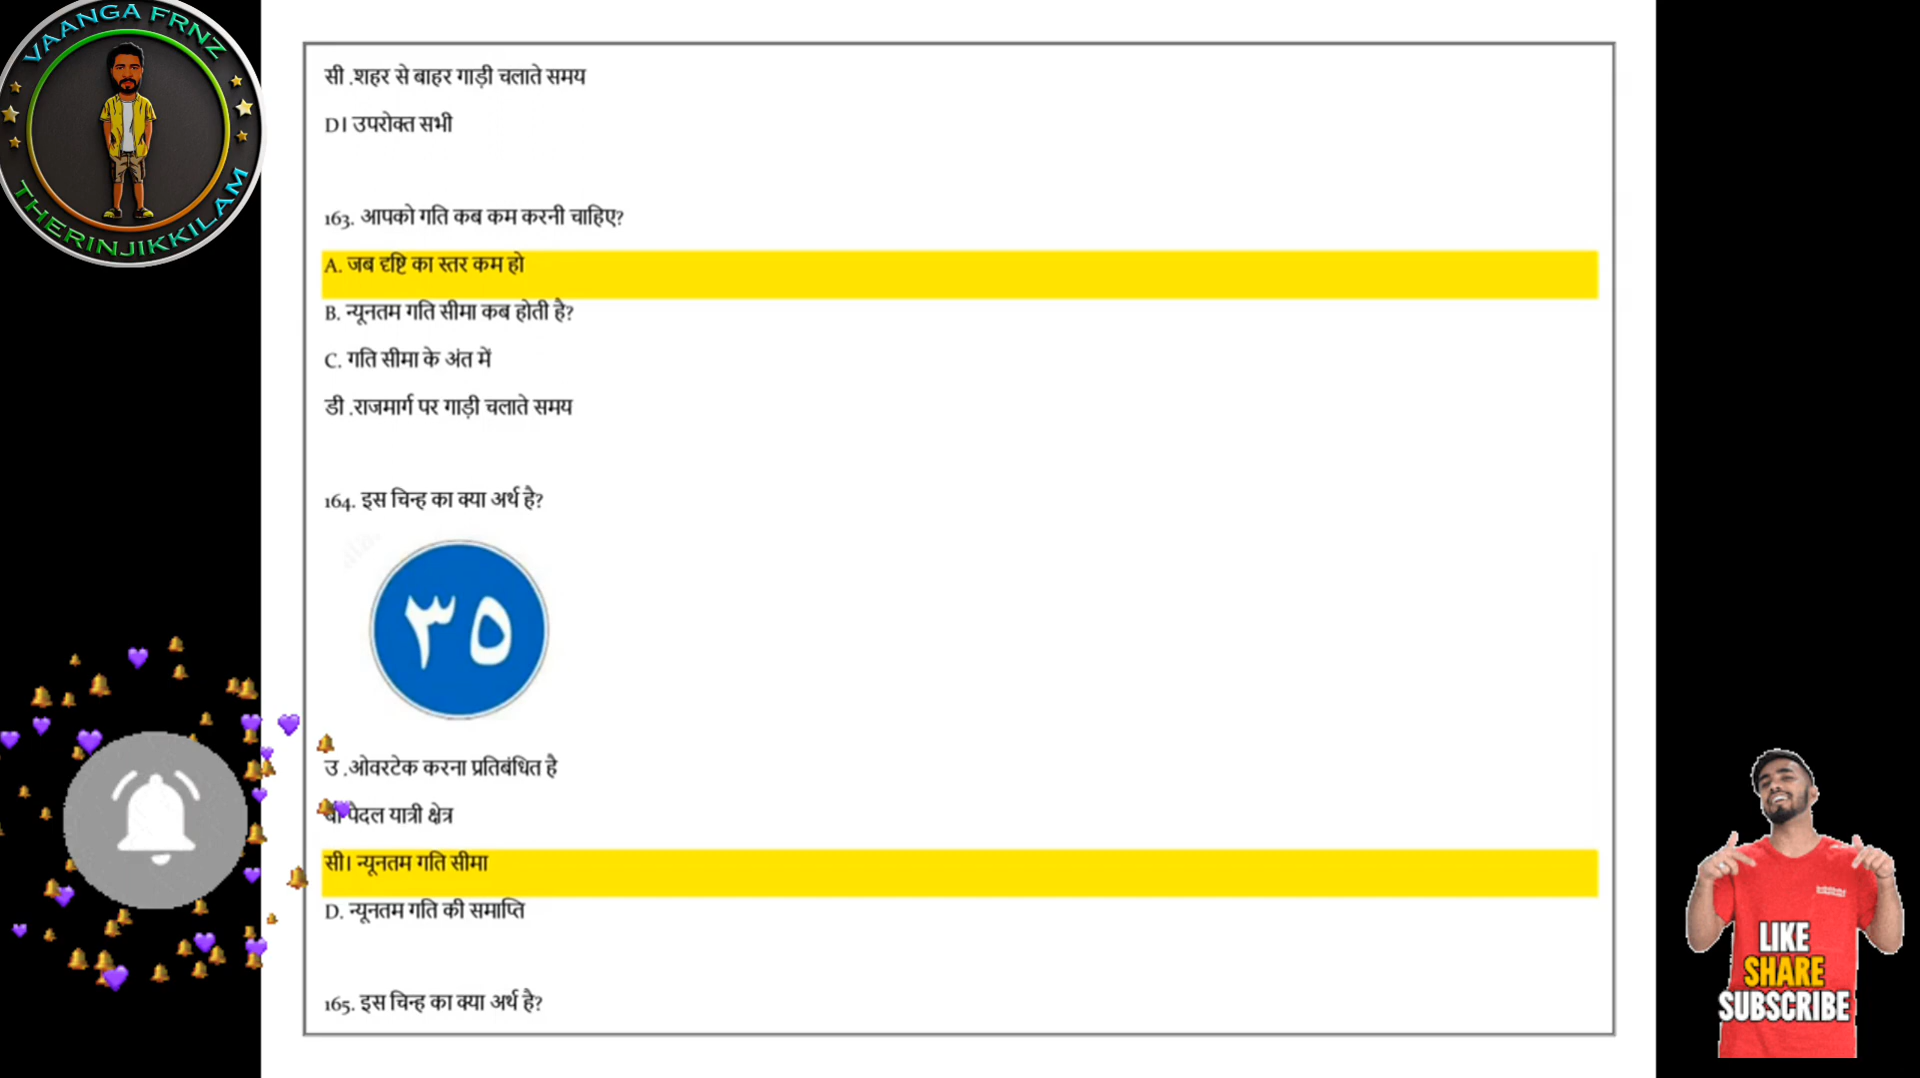 VAANGA FRNZ
THERINJIKKILAM
सी .शहर से बाहर गाड़ी चलाते समय
D। उपरोक्त सभी
163. आपको गति कब कम करनी चाहिए?
A. जब दृष्टि का स्तर कम हो
B. न्यूनतम गति सीमा कब होती है?
C. गति सीमा के अंत में
डी .राजमार्ग पर गाड़ी चलाते समय
164. इस चिन्ह का क्या अर्थ है?
٣٥
उ .ओवरटेक करना प्रतिबंधित है
पेदल यात्री क्षेत्र
सी। न्यूनतम गति सीमा
D. न्यूनतम गति की समाप्ति
165. इस चिन्ह का क्या अर्थ है?
LIKE
SHARE
SUBSCRIBE